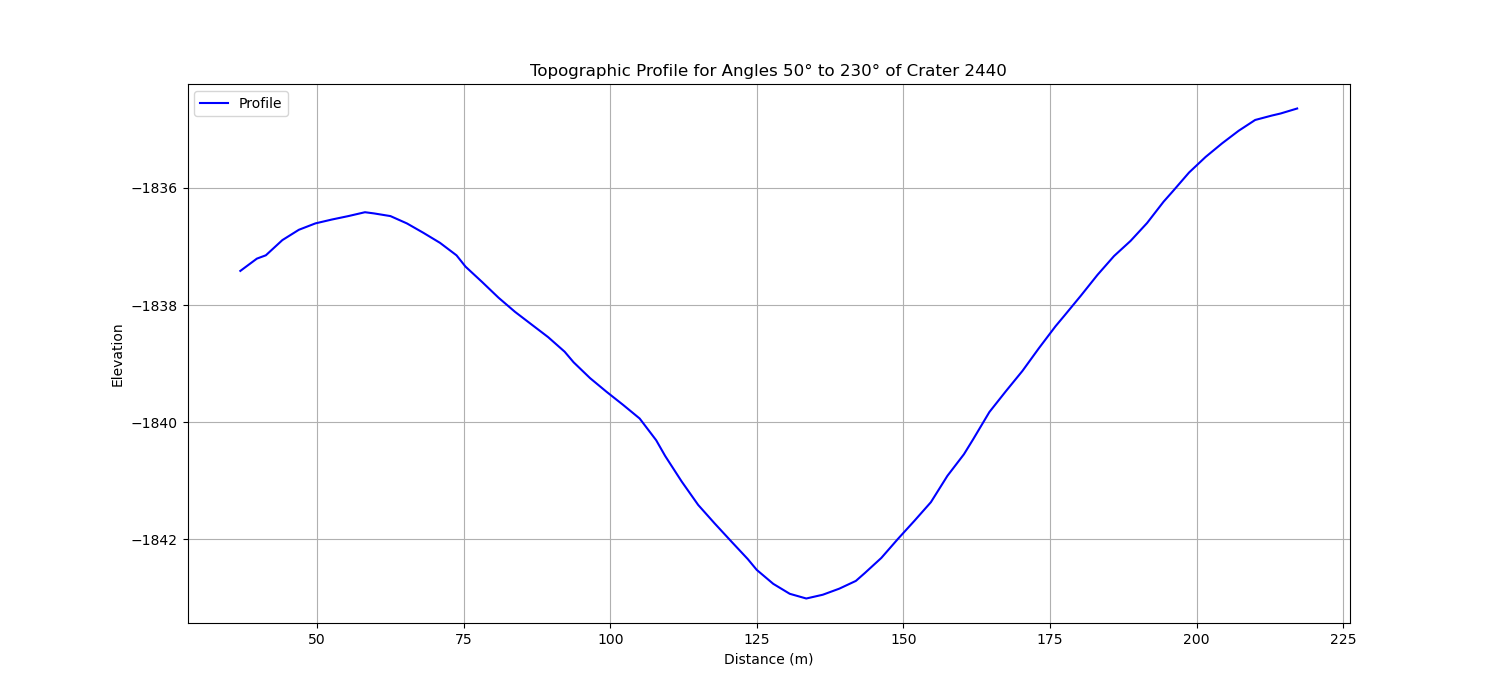 Topographic Profile for Angles 50° to 230° of Crater 2440
Profile
−1836
−1838
−1840
−1842
Elevation
50 75 100 125 150 175 200 225
Distance (m)